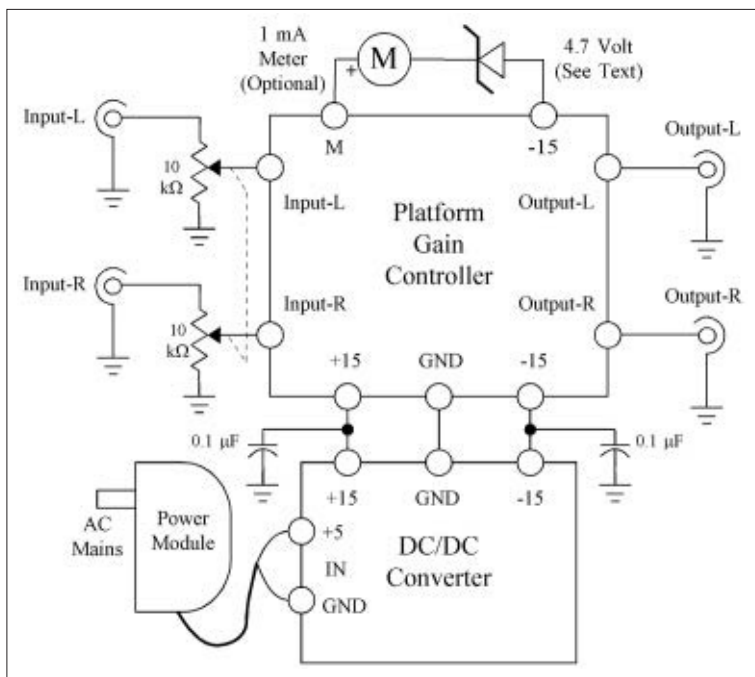 1 mA
Meter
(Optional)
+
M
4.7 Volt
(See Text)
Input-L
10
kΩ
M
-15
Output-L
Input-L
Output-L
Platform
Gain
Controller
Input-R
10
kΩ
Input-R
Output-R
Output-R
+15
GND
-15
0.1 µF
0.1 µF
+15
GND
-15
AC
Mains
Power
Module
+5
IN
GND
DC/DC
Converter